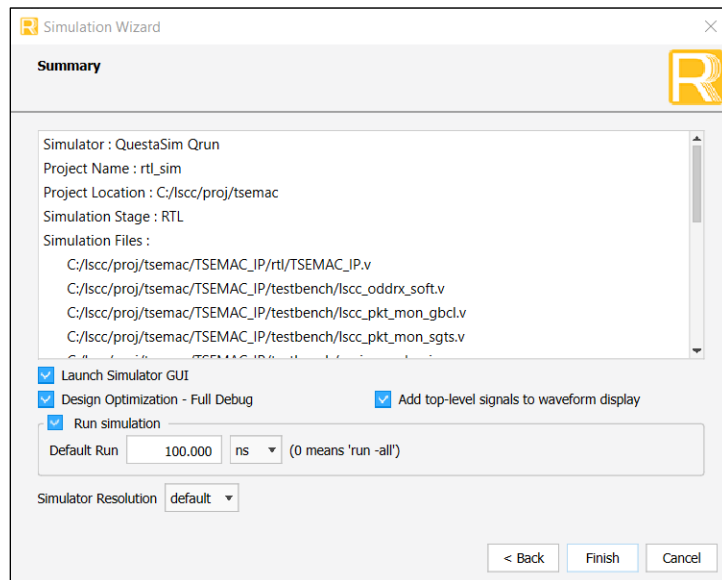 Simulation Wizard
Summary
Simulator : QuestaSim Qrun
Project Name : rtl_sim
Project Location : C:/lscc/proj/tsemac
Simulation Stage : RTL
Simulation Files :
C:/lscc/proj/tsemac/TSEMAC_IP/rtl/TSEMAC_IP.v
C:/lscc/proj/tsemac/TSEMAC_IP/testbench/lscc_oddrx_soft.v
C:/lscc/proj/tsemac/TSEMAC_IP/testbench/lscc_pkt_mon_gbcl.v
C:/lscc/proj/tsemac/TSEMAC_IP/testbench/lscc_pkt_mon_sgts.v
Launch Simulator GUI
Design Optimization - Full Debug Add top-level signals to waveform display
Run simulation
Default Run 100.000 ns (0 means 'run -all')
Simulator Resolution default
< Back Finish Cancel